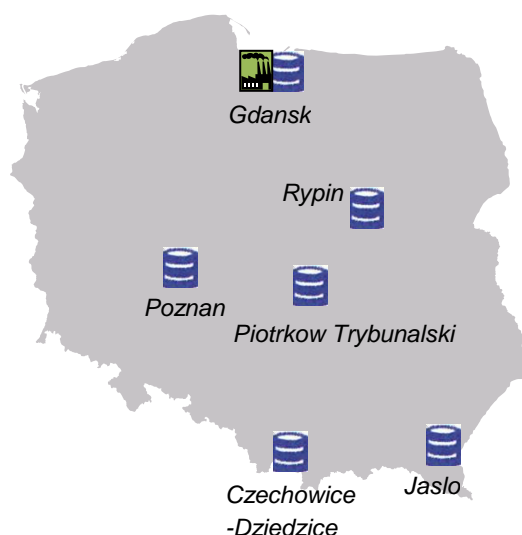 Gdansk
Rypin
Poznan
Piotrkow Trybunalski
Czechowice
-Dziedzice
Jaslo